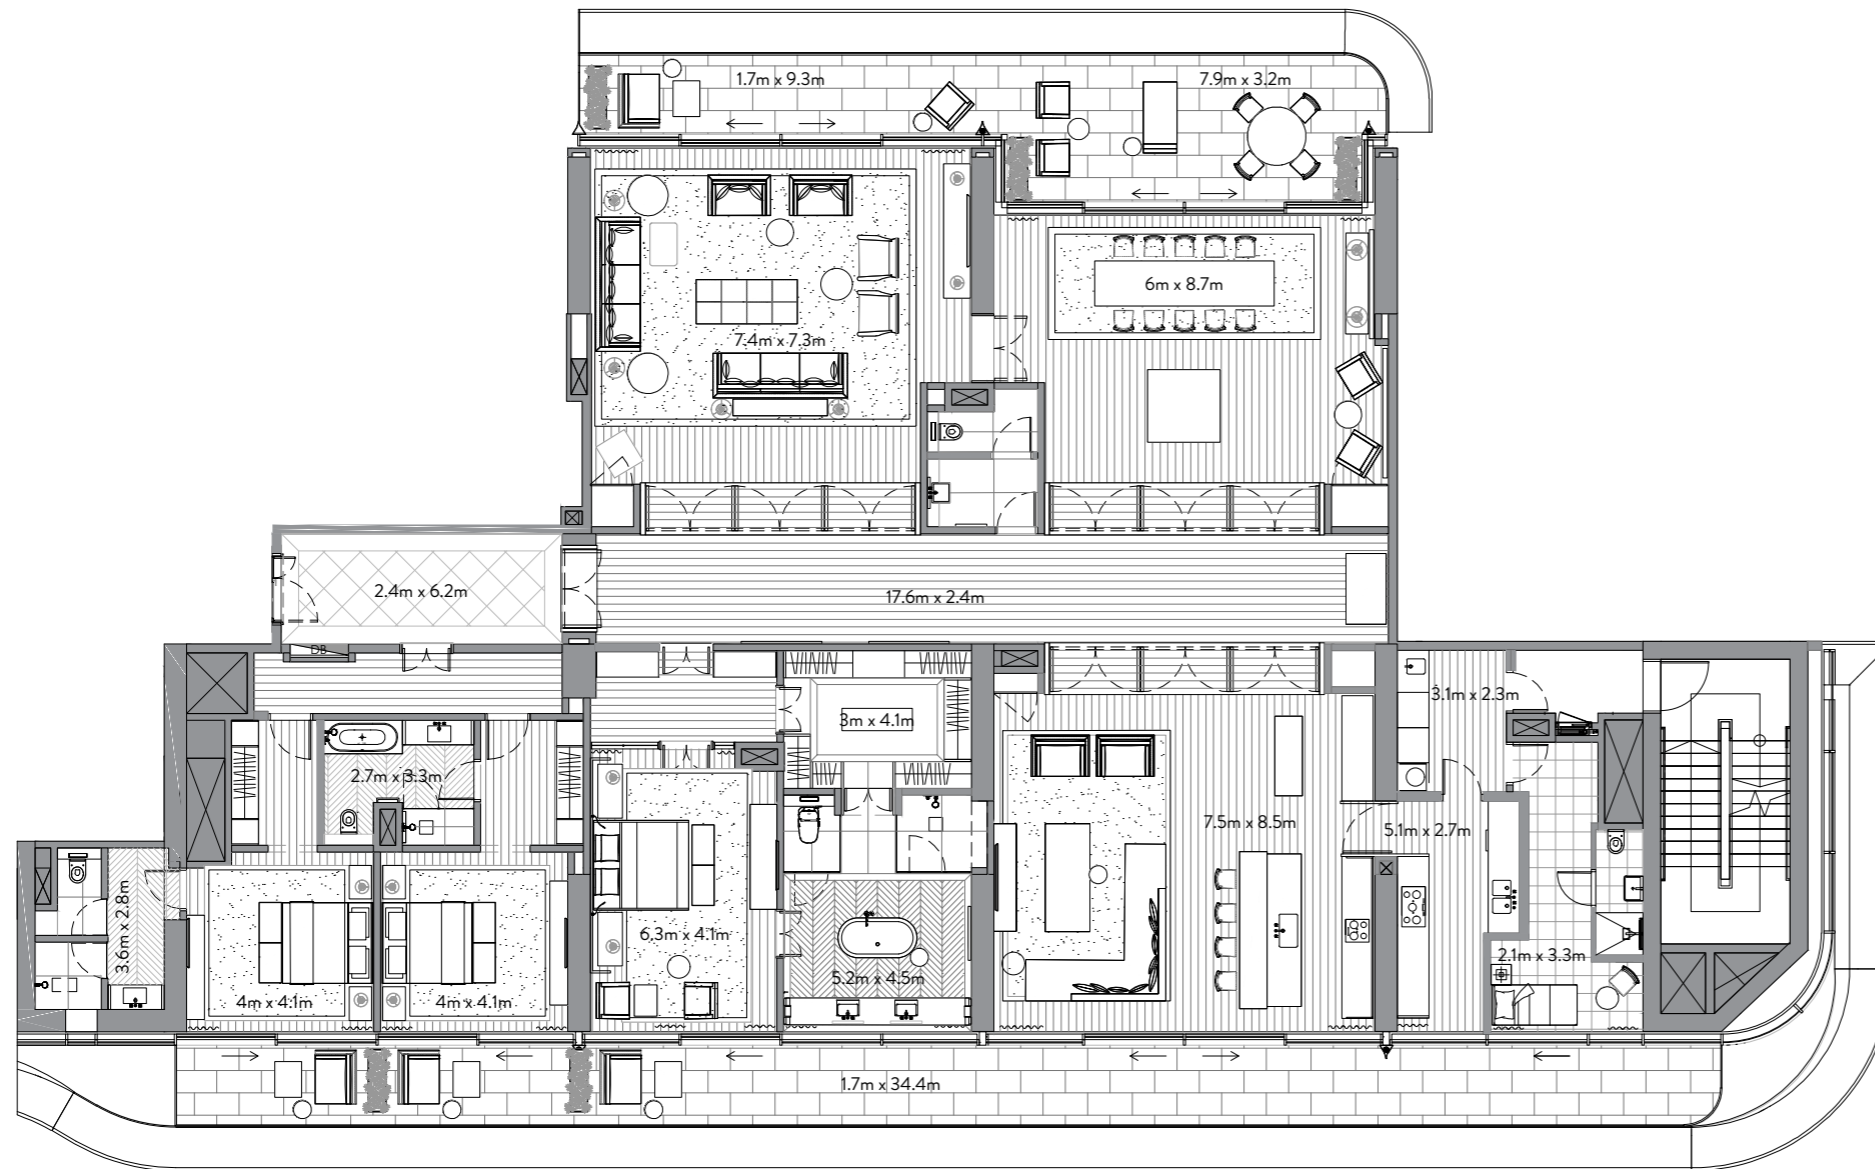 1.7m x 9.3m
7.9m x 3.2m
6m x 8.7m
7.4m x 7.3m
2.4m x 6.2m
17.6m x 2.4m
DB
3.1m x 2.3m
3m x 4.1m
2.7m x 3.3m
7.5m x 8.5m
5.1m x 2.7m
3.6m x 2.8m
6.3m x 4.1m
2.1m x 3.3m
5.2m x 4.5m
4m x 4.1m
4m x 4.1m
1.7m x 34.4m